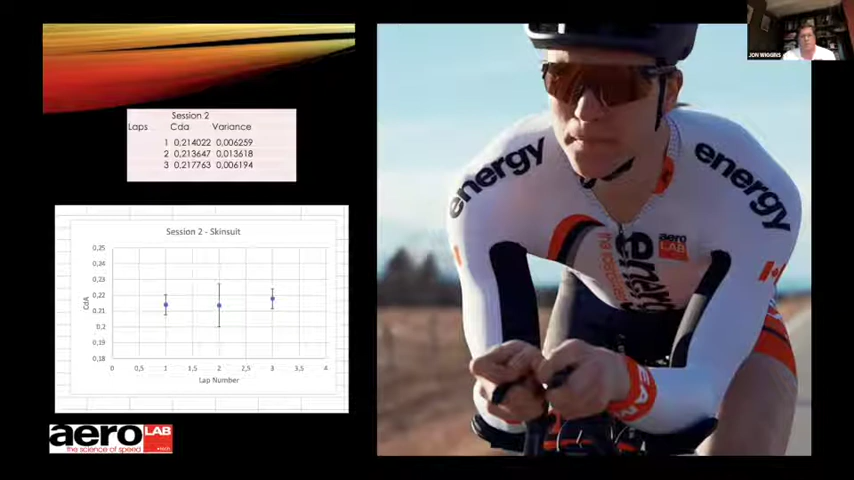 Session 2
Laps Cda Variance
1 0,214022 0,006259
2 0,213647 0,013618
3 0,217763 0,006194
Session 2 - Skinsuit
0,25
0,24
0,23
0,22
0,21
0,2
0,19
0,18
CdA
0 0,5 1 1,5 2 2,5 3 3,5 4
Lap Number
aero LAB
the science of speed
energy
energy
aero
LAB
energy
TEAM
JON WIGGINS